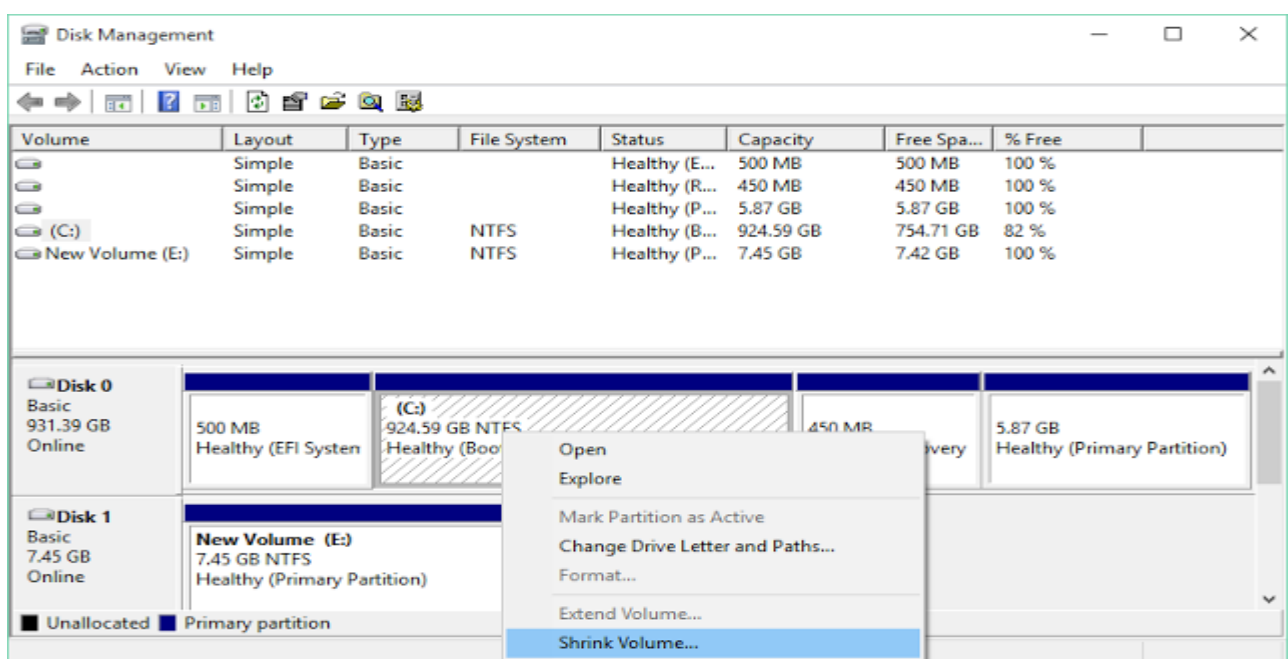 Disk Management
File Action View Help
Volume Layout Type File System Status Capacity Free Spa... % Free
Simple Basic Healthy (E... 500 MB 500 MB 100 %
Simple Basic Healthy (R... 450 MB 450 MB 100 %
Simple Basic Healthy (P... 5.87 GB 5.87 GB 100 %
(C:) Simple Basic NTFS Healthy (B... 924.59 GB 754.71 GB 82 %
New Volume (E:) Simple Basic NTFS Healthy (P... 7.45 GB 7.42 GB 100 %
Disk 0
Basic
931.39 GB
Online
500 MB
Healthy (EFI System
(C:)
924.59 GB NTFS
Healthy (Boo
450 MB
overy
5.87 GB
Healthy (Primary Partition)
Open
Explore
Mark Partition as Active
Change Drive Letter and Paths...
Format...
Extend Volume...
Shrink Volume...
Disk 1
Basic
7.45 GB
Online
New Volume (E:)
7.45 GB NTFS
Healthy (Primary Partition)
Unallocated Primary partition